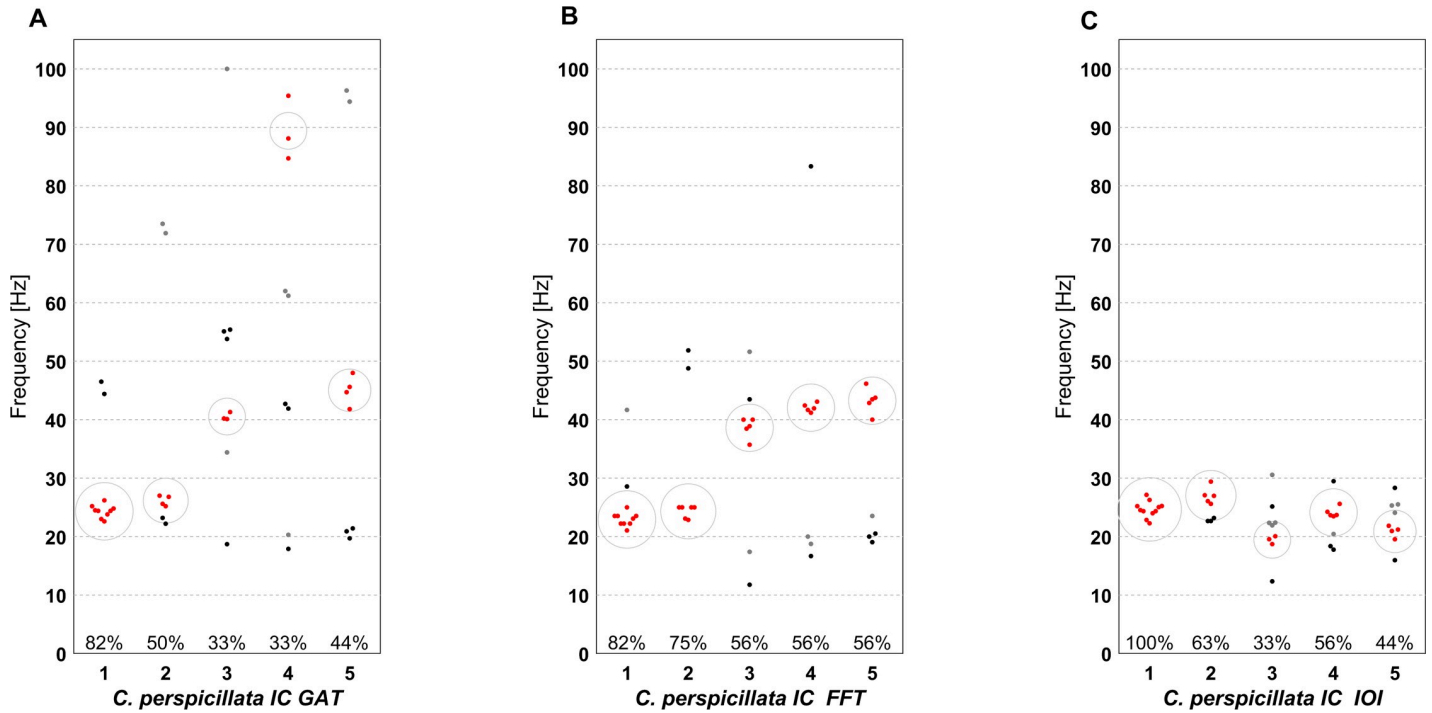 A
Frequency [Hz]
100
90
80
70
60
50
40
30
20
10
0
82% 50% 33% 33% 44%
1 2 3 4 5
C. perspicillata IC GAT
B
Frequency [Hz]
100
90
80
70
60
50
40
30
20
10
0
82% 75% 56% 56% 56%
1 2 3 4 5
C. perspicillata IC FFT
C
Frequency [Hz]
100
90
80
70
60
50
40
30
20
10
0
100% 63% 33% 56% 44%
1 2 3 4 5
C. perspicillata IC IOI